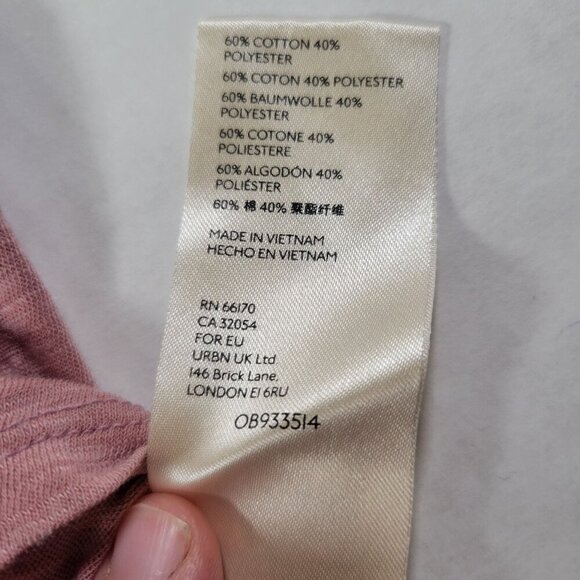 60% COTTON 40%
POLYESTER
60% COTON 40% POLYESTER
60% BAUMWOLLE 40%
POLYESTER
60% COTONE 40%
POLIESTERE
60% ALGODÓN 40%
POLIÉSTER
60% 棉 40% 聚酯纤维
MADE IN VIETNAM
HECHO EN VIETNAM
RN 66170
CA 32054
FOR EU
URBN UK Ltd
146 Brick Lane,
LONDON E1 6RU
OB933514